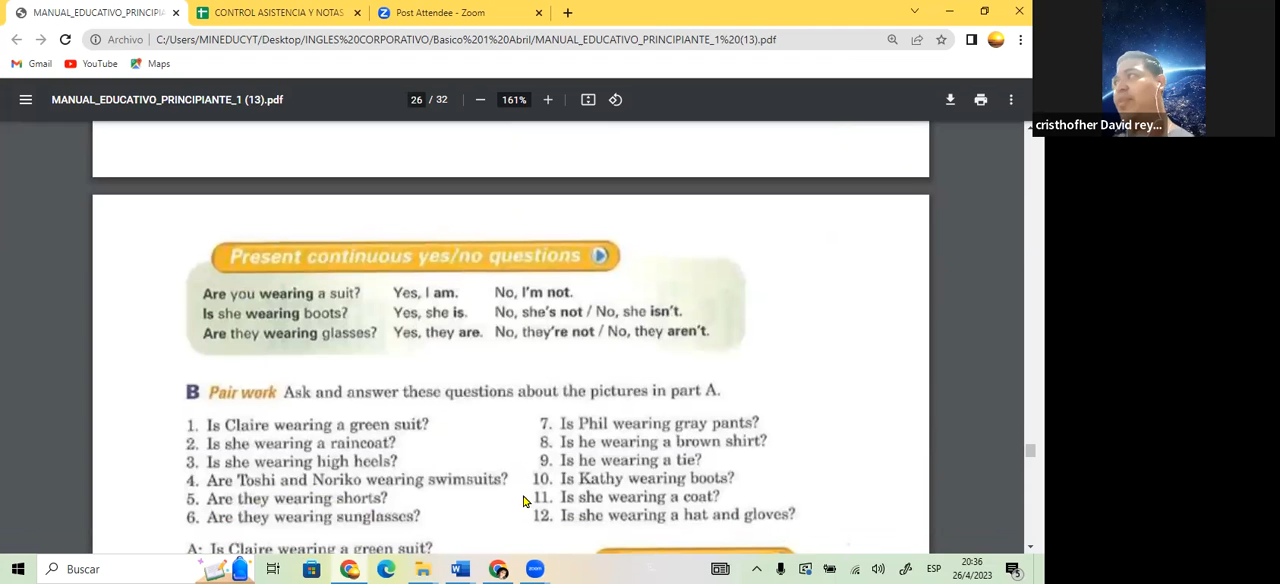 MANUAL_EDUCATIVO_PRINCIPIA
CONTROL ASISTENCIA Y NOTAS
Post Attendee - Zoom
Archivo
C:/Users/MINEDUCYT/Desktop/INGLES%20CORPORATIVO/Basico%201%20Abril/MANUAL_EDUCATIVO_PRINCIPIANTE_1%20(13).pdf
Gmail
YouTube
Maps
cristhofher David rey...
MANUAL_EDUCATIVO_PRINCIPIANTE_1 (13).pdf
26 / 32
161%
Present continuous yes/no questions
Are you wearing a suit? Yes, I am. No, I'm not.
Is she wearing boots? Yes, she is. No, she's not / No, she isn't.
Are they wearing glasses? Yes, they are. No, they're not / No, they aren't.
B Pair work Ask and answer these questions about the pictures in part A.
1. Is Claire wearing a green suit?
2. Is she wearing a raincoat?
3. Is she wearing high heels?
4. Are Toshi and Noriko wearing swimsuits?
5. Are they wearing shorts?
6. Are they wearing sunglasses?
7. Is Phil wearing gray pants?
8. Is he wearing a brown shirt?
9. Is he wearing a tie?
10. Is Kathy wearing boots?
11. Is she wearing a coat?
12. Is she wearing a hat and gloves?
A: Is Claire wearing a green suit?
Buscar
zoom
ESP
20:36
26/4/2023
5